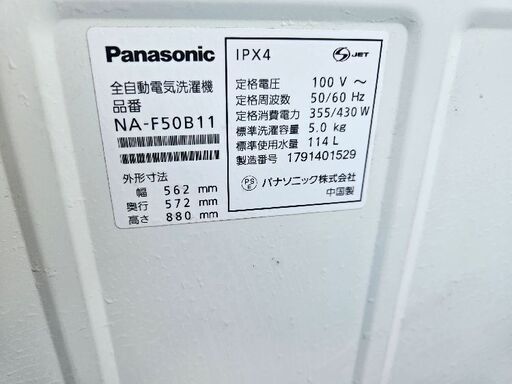 Panasonic
全自動電気洗濯機
品番
NA-F50B11
外形寸法
幅 562 mm
奥行 572 mm
高さ 880 mm
IPX4
S JET
定格電圧 100 V ～
定格周波数 50/60 Hz
定格消費電力 355/430 W
標準洗濯容量 5.0 kg
標準使用水量 114 L
製造番号 1791401529
PS E パナソニック株式会社
中国製